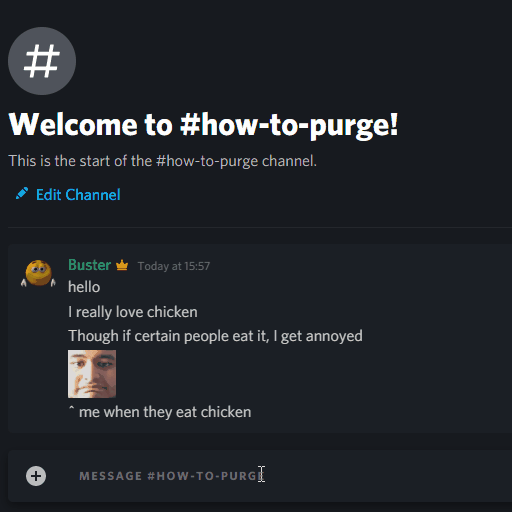 #
Welcome to #how-to-purge!
This is the start of the #how-to-purge channel.
Edit Channel
Buster Today at 15:57
hello
I really love chicken
Though if certain people eat it, I get annoyed
^ me when they eat chicken
MESSAGE #HOW-TO-PURGE